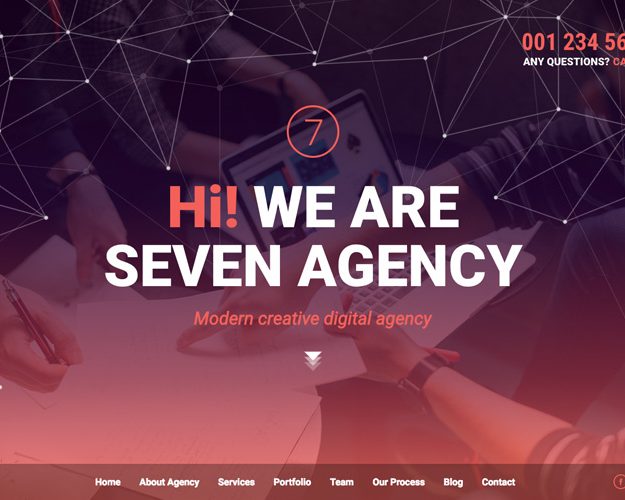 001 234 56
ANY QUESTIONS? CA
7
Hi! WE ARE
SEVEN AGENCY
Modern creative digital agency
Home About Agency Services Portfolio Team Our Process Blog Contact
f